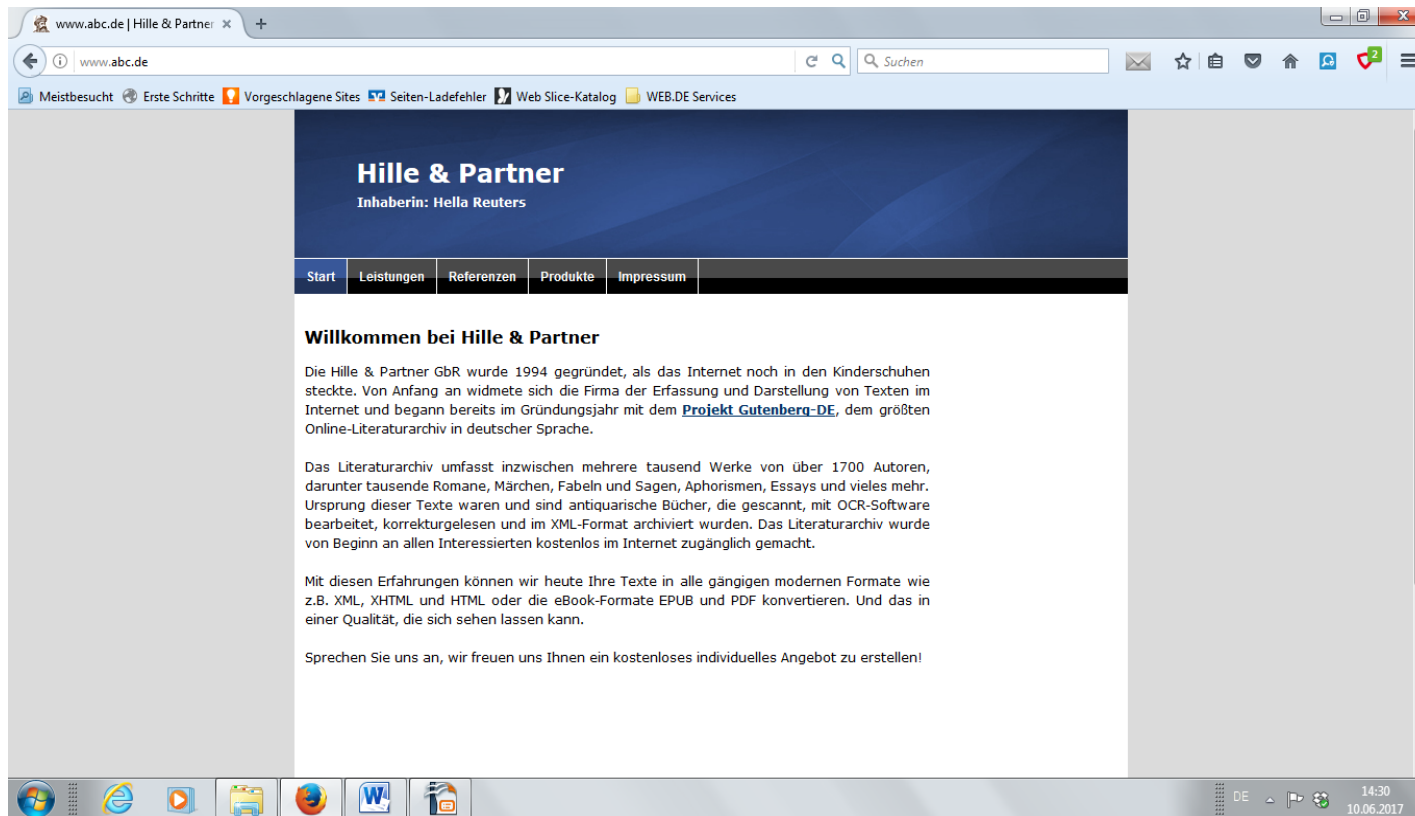 www.abc.de | Hille & Partner
www.abc.de
Suchen
2
Meistbesucht Erste Schritte Vorgeschlagene Sites Seiten-Ladefehler Web Slice-Katalog WEB.DE Services
Hille & Partner
Inhaberin: Hella Reuters
Start Leistungen Referenzen Produkte Impressum
Willkommen bei Hille & Partner
Die Hille & Partner GbR wurde 1994 gegründet, als das Internet noch in den Kinderschuhen
steckte. Von Anfang an widmete sich die Firma der Erfassung und Darstellung von Texten im
Internet und begann bereits im Gründungsjahr mit dem Projekt Gutenberg-DE, dem größten
Online-Literaturarchiv in deutscher Sprache.
Das Literaturarchiv umfasst inzwischen mehrere tausend Werke von über 1700 Autoren,
darunter tausende Romane, Märchen, Fabeln und Sagen, Aphorismen, Essays und vieles mehr.
Ursprung dieser Texte waren und sind antiquarische Bücher, die gescannt, mit OCR-Software
bearbeitet, korrekturgelesen und im XML-Format archiviert wurden. Das Literaturarchiv wurde
von Beginn an allen Interessierten kostenlos im Internet zugänglich gemacht.
Mit diesen Erfahrungen können wir heute Ihre Texte in alle gängigen modernen Formate wie
z.B. XML, XHTML und HTML oder die eBook-Formate EPUB und PDF konvertieren. Und das in
einer Qualität, die sich sehen lassen kann.
Sprechen Sie uns an, wir freuen uns Ihnen ein kostenloses individuelles Angebot zu erstellen!
W
DE
14:30
10.06.2017